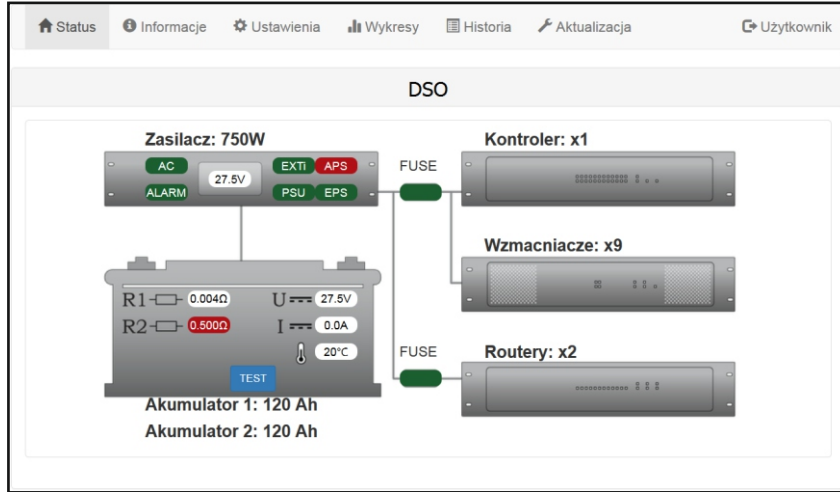 Status Informacje Ustawienia Wykresy Historia Aktualizacja Użytkownik
DSO
Zasilacz: 750W
AC
27.5V
EXTi
APS
ALARM
PSU
EPS
FUSE
Kontroler: x1
Wzmacniacze: x9
R1
0.004Ω
U
27.5V
R2
0.500Ω
I
0.0A
20°C
TEST
FUSE
Routery: x2
Akumulator 1: 120 Ah
Akumulator 2: 120 Ah